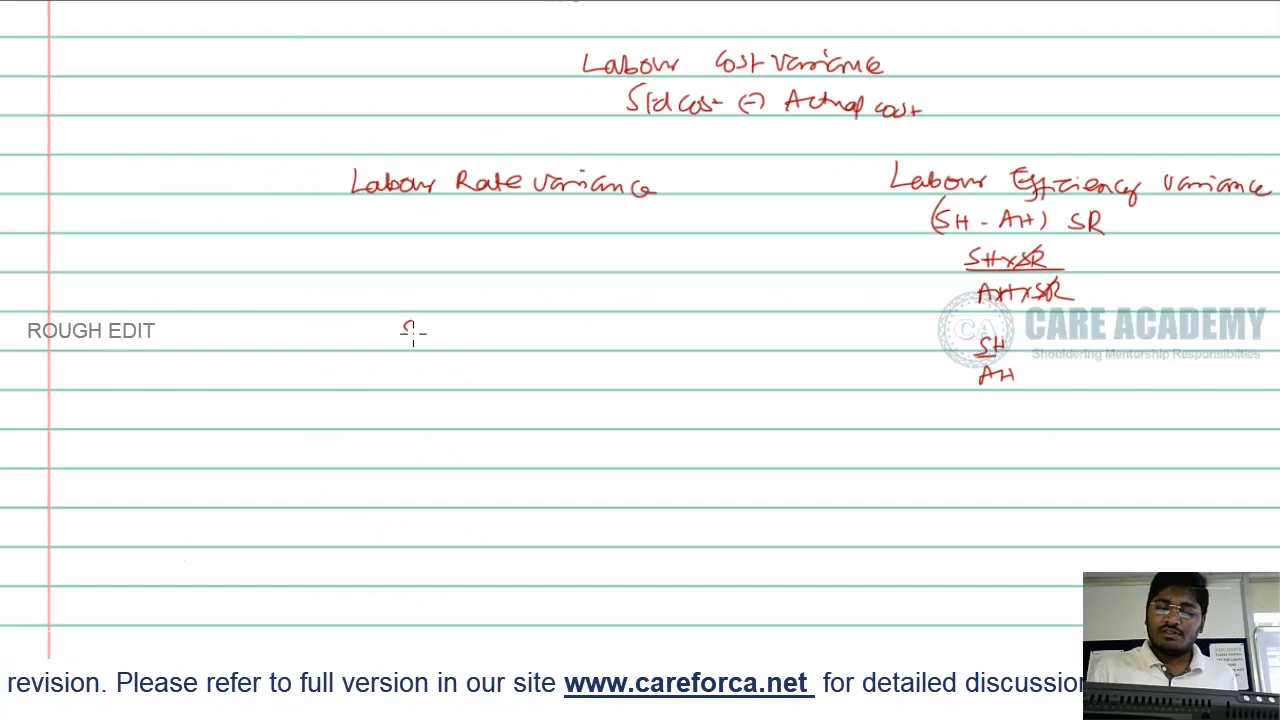 Labour Cost Variance
Std cost (-) Actual cost
Labour Rate Variance
Labour Efficiency Variance
(SH - AH) SR
SH x SR
AH x SR
ROUGH EDIT
CA
CARE ACADEMY
Shouldering Mentorship Responsibilities
SH
AH
revision. Please refer to full version in our site www.careforca.net for detailed discussion